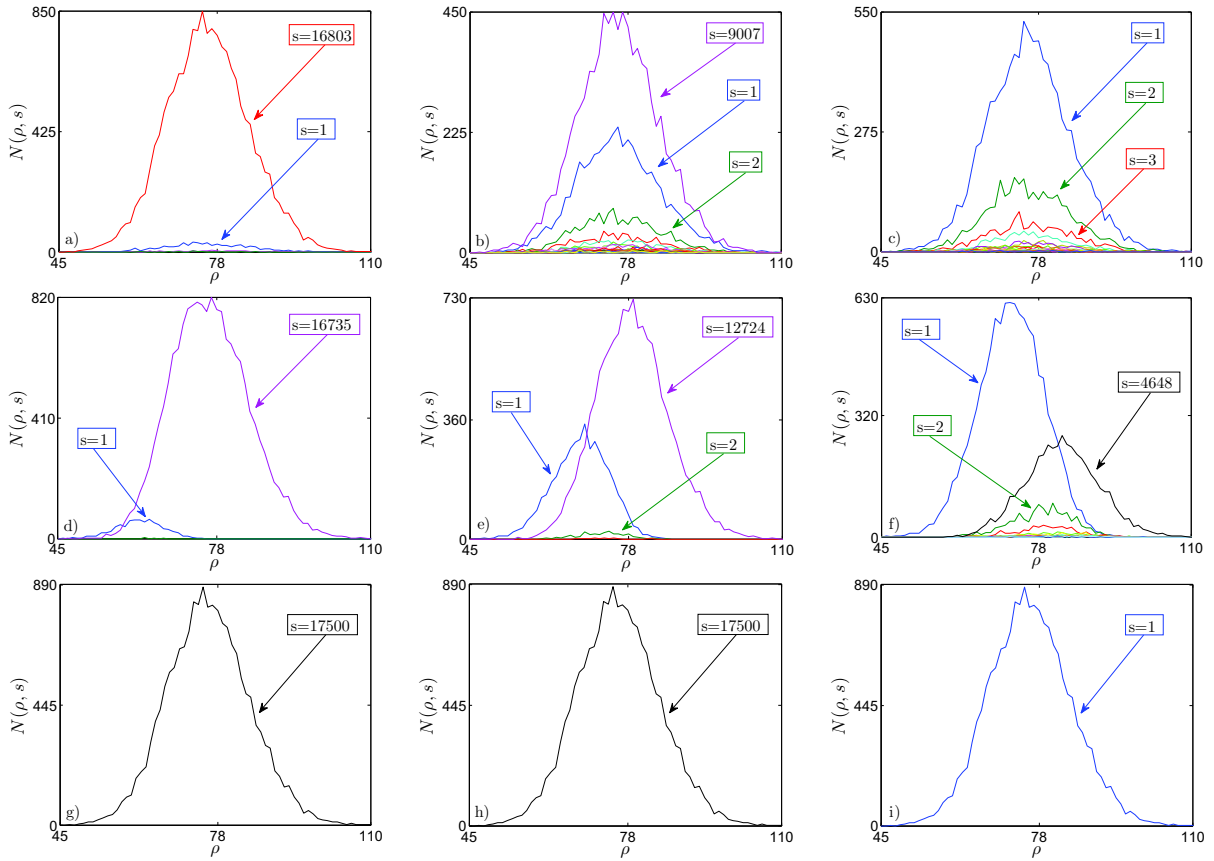 850
425
0
45
78
110
ρ
N(ρ, s)
a)
s=16803
s=1
450
225
0
45
78
110
ρ
N(ρ, s)
b)
s=9007
s=1
s=2
550
275
0
45
78
110
ρ
N(ρ, s)
c)
s=1
s=2
s=3
820
410
0
45
78
110
ρ
N(ρ, s)
d)
s=16735
s=1
730
360
0
45
78
110
ρ
N(ρ, s)
e)
s=12724
s=1
s=2
630
320
0
45
78
110
ρ
N(ρ, s)
f)
s=1
s=4648
s=2
890
445
0
45
78
110
ρ
N(ρ, s)
g)
s=17500
890
445
0
45
78
110
ρ
N(ρ, s)
h)
s=17500
890
445
0
45
78
110
ρ
N(ρ, s)
i)
s=1